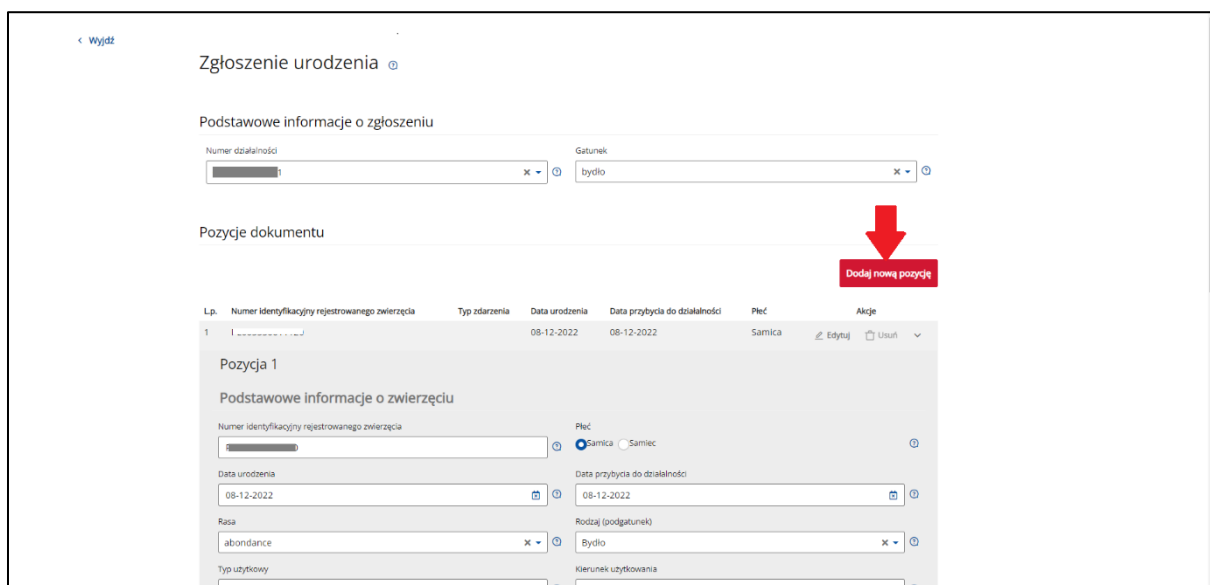 < Wyjdź
Zgłoszenie urodzenia
Podstawowe informacje o zgłoszeniu
Numer działalności Gatunek
1 bydło
Pozycje dokumentu
Dodaj nową pozycję
L.p. Numer identyfikacyjny rejestrowanego zwierzęcia Typ zdarzenia Data urodzenia Data przybycia do działalności Płeć Akcje
1 08-12-2022 08-12-2022 Samica Edytuj Usuń
Pozycja 1
Podstawowe informacje o zwierzęciu
Numer identyfikacyjny rejestrowanego zwierzęcia Płeć
Samica Samiec
Data urodzenia Data przybycia do działalności
08-12-2022 08-12-2022
Rasa Rodzaj (podgatunek)
abondance Bydło
Typ użytkowy Kierunek użytkowania